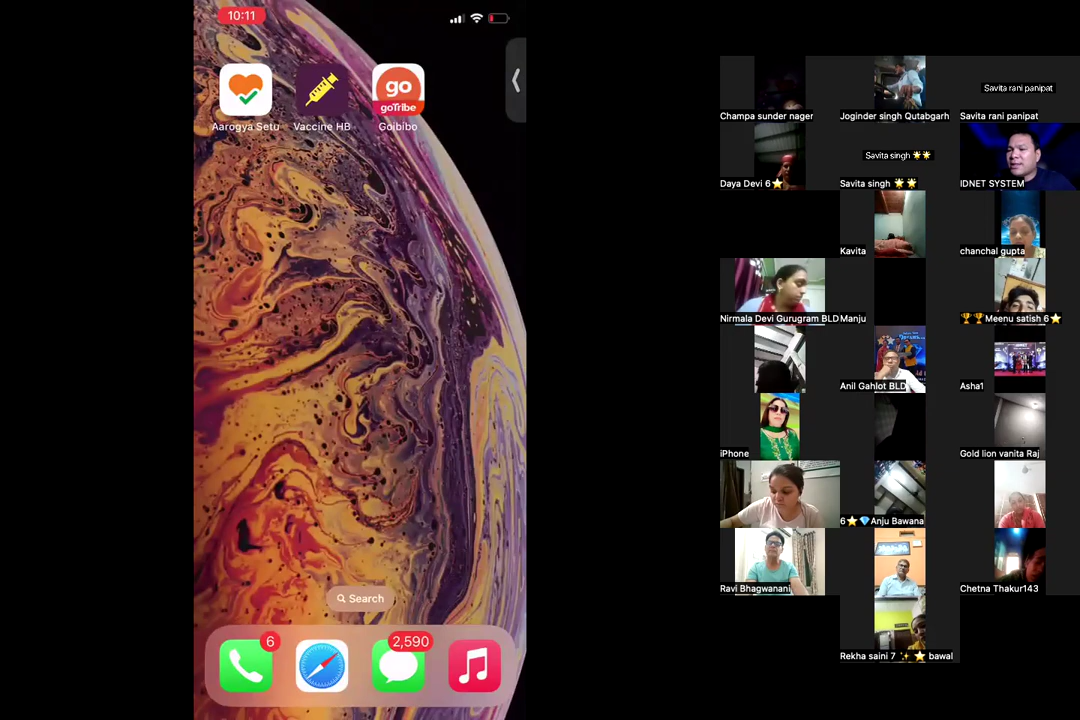 10:11
go
goTribe
Aarogya Setu
Vaccine HB
Goibibo
Search
6
2,590
Champa sunder nager
Joginder singh Qutabgarh
Savita rani panipat
Savita rani panipat
Daya Devi 6⭐
Savita singh 🌟🌟
Savita singh 🌟🌟
IDNET SYSTEM
Kavita
chanchal gupta
Nirmala Devi Gurugram BLD
Manju
🏆🏆Meenu satish 6⭐
Anil Gahlot BLD
Asha1
iPhone
Gold lion vanita Raj
6⭐💎Anju Bawana
Ravi Bhagwanani
Chetna Thakur143
Rekha saini 7 ✨ ⭐ bawal